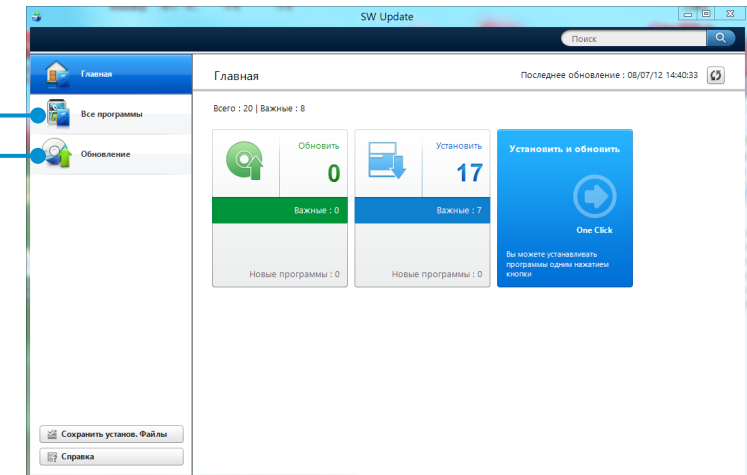 SW Update
Поиск
Главная
Все программы
Обновление
Главная
Последнее обновление : 08/07/12 14:40:33
Всего : 20 | Важные : 8
Обновить
0
Важные : 0
Новые программы : 0
Установить
17
Важные : 7
Новые программы : 0
Установить и обновить
One Click
Вы можете устанавливать
программы одним нажатием
кнопки
Сохранить установ. Файлы
Справка